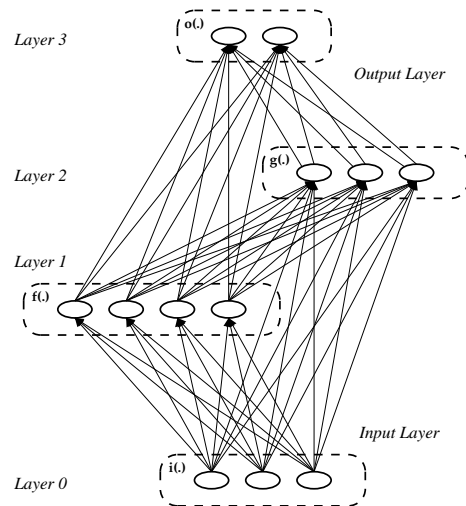 Layer 3
o(.)
Output Layer
g(.)
Layer 2
Layer 1
f(.)
Input Layer
i(.)
Layer 0